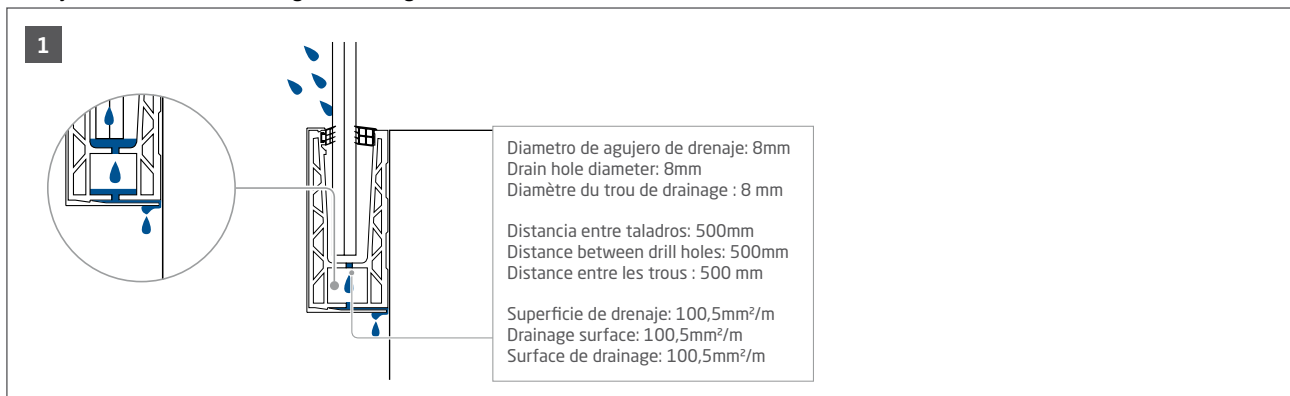 1
Diametro de agujero de drenaje: 8mm
Drain hole diameter: 8mm
Diamètre du trou de drainage : 8 mm
Distancia entre taladros: 500mm
Distance between drill holes: 500mm
Distance entre les trous : 500 mm
Superficie de drenaje: 100,5mm²/m
Drainage surface: 100,5mm²/m
Surface de drainage: 100,5mm²/m